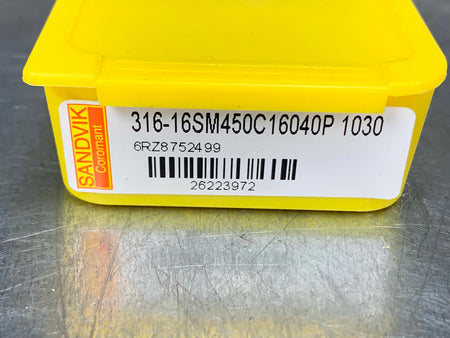 SANDVIK
Coromant
316-16SM450C16040P 1030
6RZ8752499
26223972